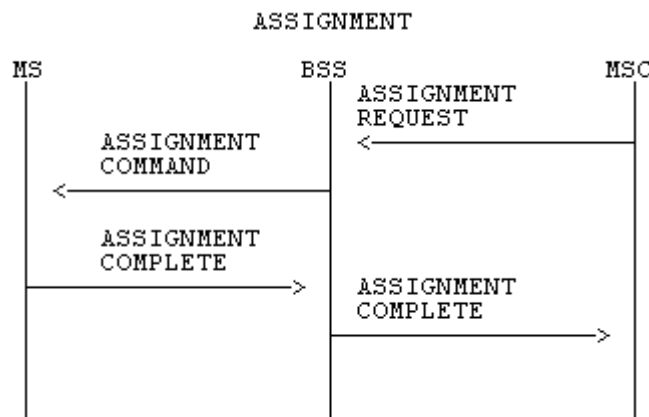 ASSIGNMENT
MS BSS MSC
ASSIGNMENT
REQUEST
ASSIGNMENT
COMMAND
ASSIGNMENT
COMPLETE
ASSIGNMENT
COMPLETE